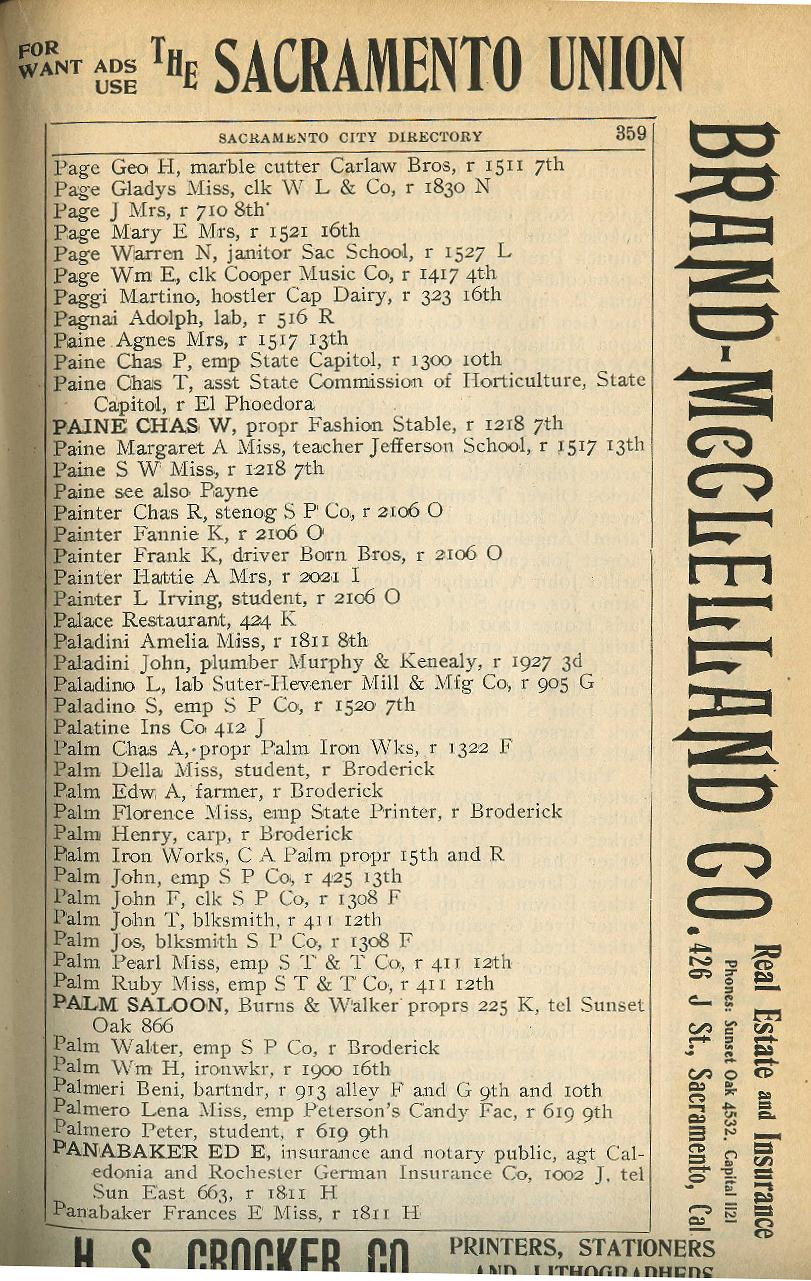 FOR
WANT ADS
USE
THE SACRAMENTO UNION
SACRAMENTO CITY DIRECTORY 359
Page Geo H, marble cutter Carlaw Bros, r 1511 7th
Page Gladys Miss, clk W L & Co, r 1830 N
Page J Mrs, r 710 8th
Page Mary E Mrs, r 1521 16th
Page Warren N, janitor Sac School, r 1527 L
Page Wm E, clk Cooper Music Co, r 1417 4th
Paggi Martino, hostler Cap Dairy, r 323 16th
Pagnai Adolph, lab, r 516 R
Paine Agnes Mrs, r 1517 13th
Paine Chas P, emp State Capitol, r 1300 10th
Paine Chas T, asst State Commission of Horticulture, State
Capitol, r El Phoedora
PAINE CHAS W, propr Fashion Stable, r 1218 7th
Paine Margaret A Miss, teacher Jefferson School, r 1517 13th
Paine S W Miss, r 1218 7th
Paine see also Payne
Painter Chas R, stenog S P Co, r 2106 O
Painter Fannie K, r 2106 O
Painter Frank K, driver Born Bros, r 2106 O
Painter Hattie A Mrs, r 2021 I
Painter L Irving, student, r 2106 O
Palace Restaurant, 424 K
Paladini Amelia Miss, r 1811 8th
Paladini John, plumber Murphy & Kenealy, r 1927 3d
Paladino L, lab Suter-Hevener Mill & Mfg Co, r 905 G
Paladino S, emp S P Co, r 1520 7th
Palatine Ins Co 412 J
Palm Chas A, propr Palm Iron Wks, r 1322 F
Palm Della Miss, student, r Broderick
Palm Edw A, farmer, r Broderick
Palm Florence Miss, emp State Printer, r Broderick
Palm Henry, carp, r Broderick
Palm Iron Works, C A Palm propr 15th and R
Palm John, emp S P Co, r 425 13th
Palm John F, clk S P Co, r 1308 F
Palm John T, blksmith, r 411 12th
Palm Jos, blksmith S P Co, r 1308 F
Palm Pearl Miss, emp S T & T Co, r 411 12th
Palm Ruby Miss, emp S T & T Co, r 411 12th
PALM SALOON, Burns & Walker proprs 225 K, tel Sunset
Oak 866
Palm Walter, emp S P Co, r Broderick
Palm Wm H, ironwkr, r 1900 16th
Palmeri Beni, bartndr, r 913 alley F and G 9th and 10th
Palmero Lena Miss, emp Peterson's Candy Fac, r 619 9th
Palmero Peter, student, r 619 9th
PANABAKER ED E, insurance and notary public, agt Cal-
edonia and Rochester German Insurance Co, 1002 J, tel
Sun East 663, r 1811 H
Panabaker Frances E Miss, r 1811 H
BRAND-McCLELLAND CO.
Real Estate and Insurance
Phones: Sunset Oak 4532. Capital 1121
426 J St., Sacramento, Cal
H. S. CROCKER CO.
PRINTERS, STATIONERS
AND LITHOGRAPHERS